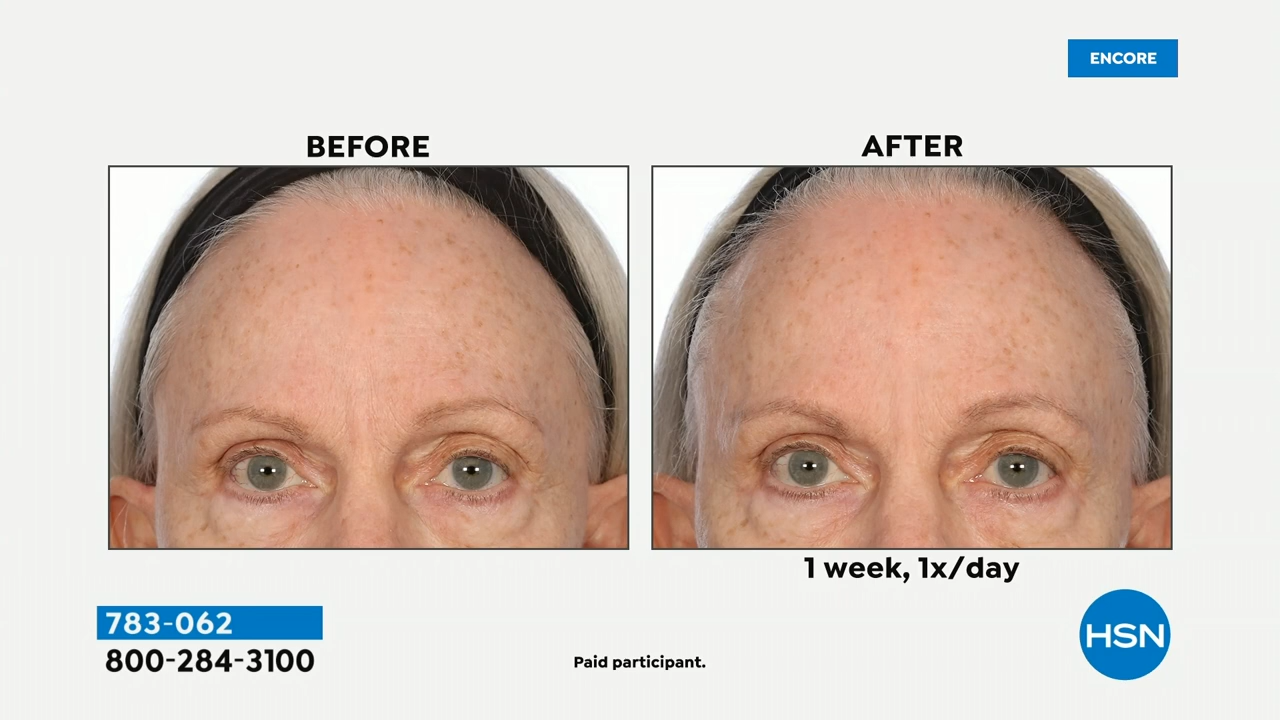 ENCORE
BEFORE
AFTER
1 week, 1x/day
783-062
800-284-3100
Paid participant.
HSN